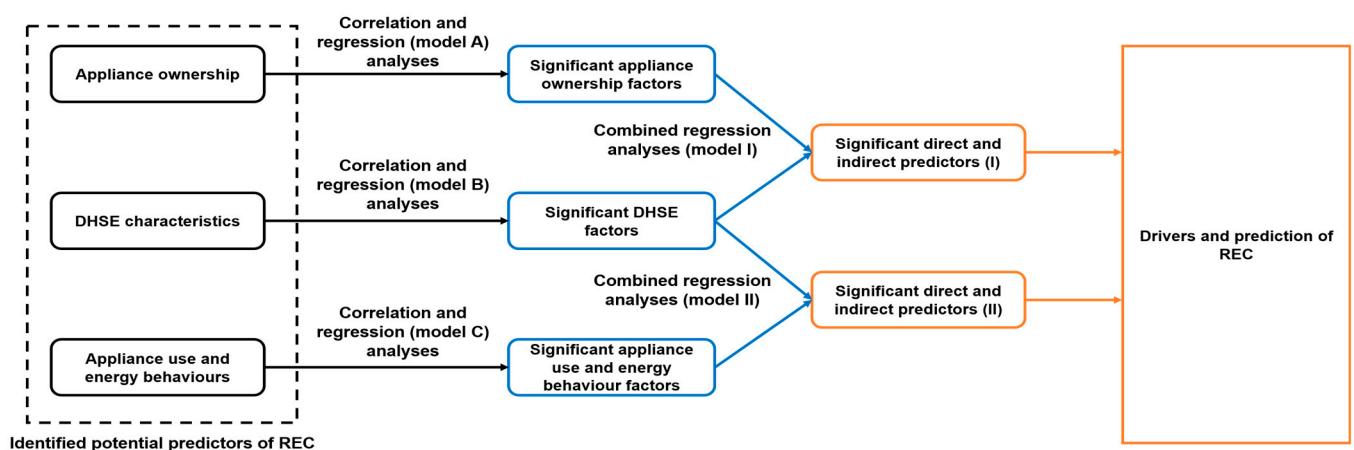 Correlation and
regression (model A)
analyses
Appliance ownership
Significant appliance
ownership factors
Combined regression
analyses (model I)
Significant direct and
indirect predictors (I)
Correlation and
regression (model B)
analyses
DHSE characteristics
Significant DHSE
factors
Drivers and prediction of
REC
Combined regression
analyses (model II)
Significant direct and
indirect predictors (II)
Correlation and
regression (model C)
analyses
Appliance use and
energy behaviours
Significant appliance
use and energy
behaviour factors
Identified potential predictors of REC